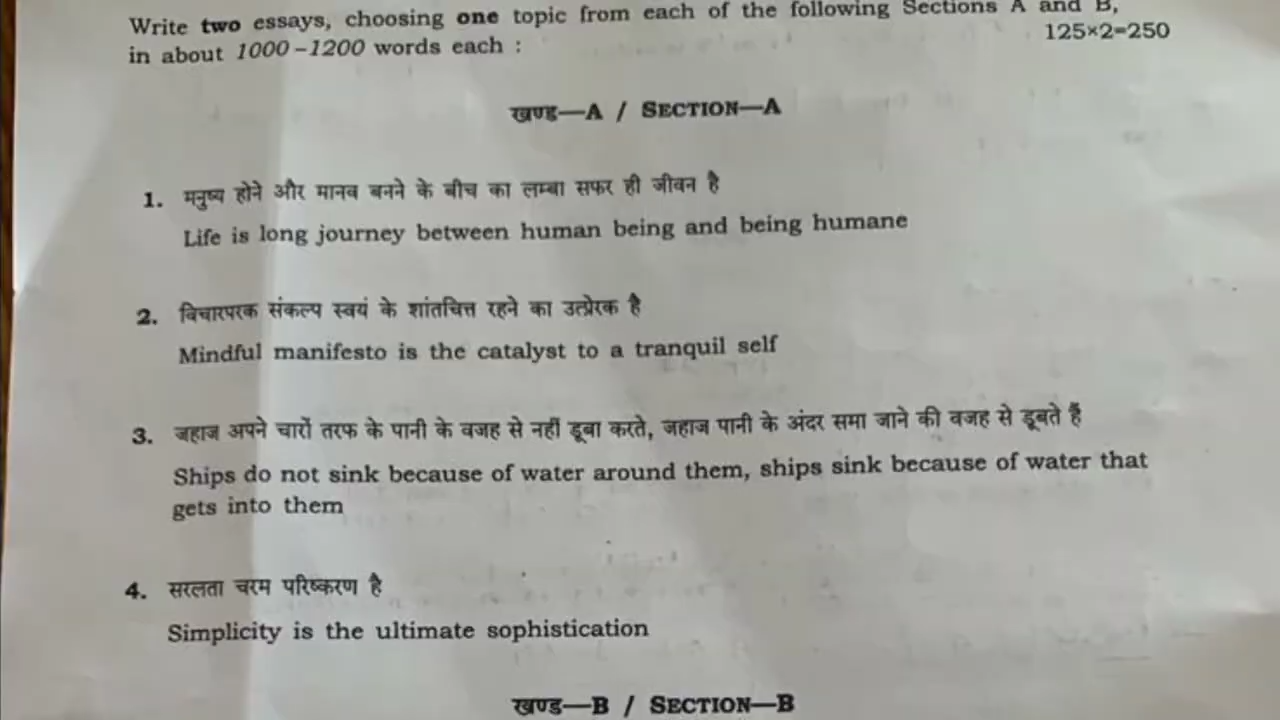 Write two essays, choosing one topic from each of the following Sections A and B,
in about 1000–1200 words each :
125×2=250
खण्ड—A / SECTION—A
1. मनुष्य होने और मानव बनने के बीच का लम्बा सफर ही जीवन है
Life is long journey between human being and being humane
2. विचारपरक संकल्प स्वयं के शांतचित्त रहने का उत्प्रेरक है
Mindful manifesto is the catalyst to a tranquil self
3. जहाज अपने चारों तरफ के पानी के वजह से नहीं डूबा करते, जहाज पानी के अंदर समा जाने की वजह से डूबते हैं
Ships do not sink because of water around them, ships sink because of water that
gets into them
4. सरलता चरम परिष्करण है
Simplicity is the ultimate sophistication
खण्ड—B / SECTION—B